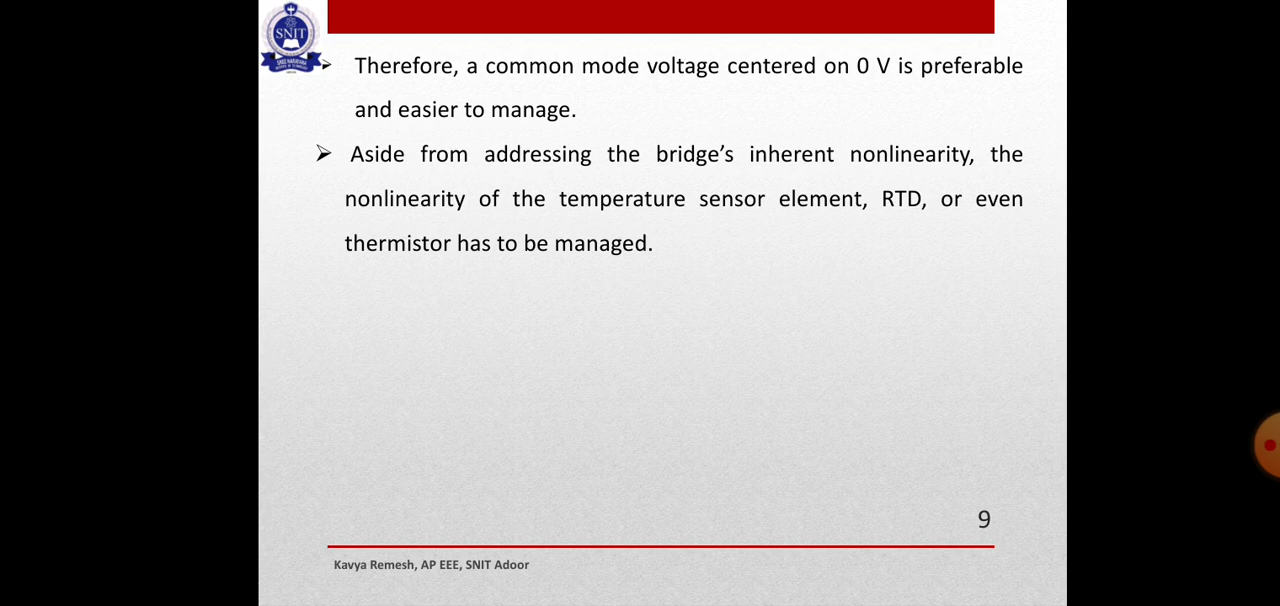 SNIT
➢ Therefore, a common mode voltage centered on 0 V is preferable
and easier to manage.
➢ Aside from addressing the bridge’s inherent nonlinearity, the
nonlinearity of the temperature sensor element, RTD, or even
thermistor has to be managed.
9
Kavya Remesh, AP EEE, SNIT Adoor